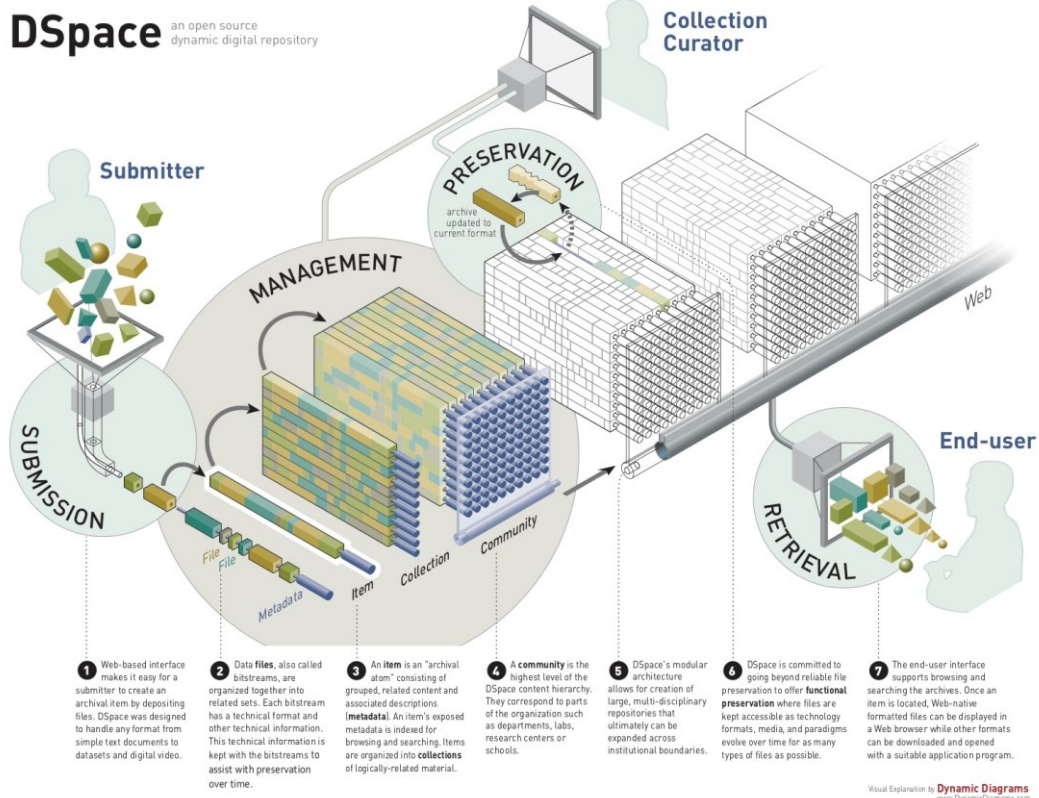 DSpace
an open source
dynamic digital repository
Collection
Curator
Submitter
PRESERVATION
archive
updated to
current format
MANAGEMENT
Web
SUBMISSION
End-user
RETRIEVAL
File
File
Metadata
Item
Collection
Community
1 Web-based interface
makes it easy for a
submitter to create an
archival item by depositing
files. DSpace was designed
to handle any format from
simple text documents to
datasets and digital video.
2 Data files, also called
bitstreams, are
organized together into
related sets. Each bitstream
has a technical format and
other technical information.
This technical information is
kept with the bitstreams to
assist with preservation
over time.
3 An item is an "archival
atom" consisting of
grouped, related content and
associated descriptions
(metadata). An item's exposed
metadata is indexed for
browsing and searching. Items
are organized into collections
of logically-related material.
4 A community is the
highest level of the
DSpace content hierarchy.
They correspond to parts
of the organization such
as departments, labs,
research centers or
schools.
5 DSpace's modular
architecture
allows for creation of
large, multi-disciplinary
repositories that
ultimately can be
expanded across
institutional boundaries.
6 DSpace is committed to
going beyond reliable file
preservation to offer functional
preservation where files are
kept accessible as technology
formats, media, and paradigms
evolve over time for as many
types of files as possible.
7 The end-user interface
supports browsing and
searching the archives. Once an
item is located, Web-native
formatted files can be displayed in
a Web browser while other formats
can be downloaded and opened
with a suitable application program.
Visual Explanation by Dynamic Diagrams
www.DynamicDiagrams.com